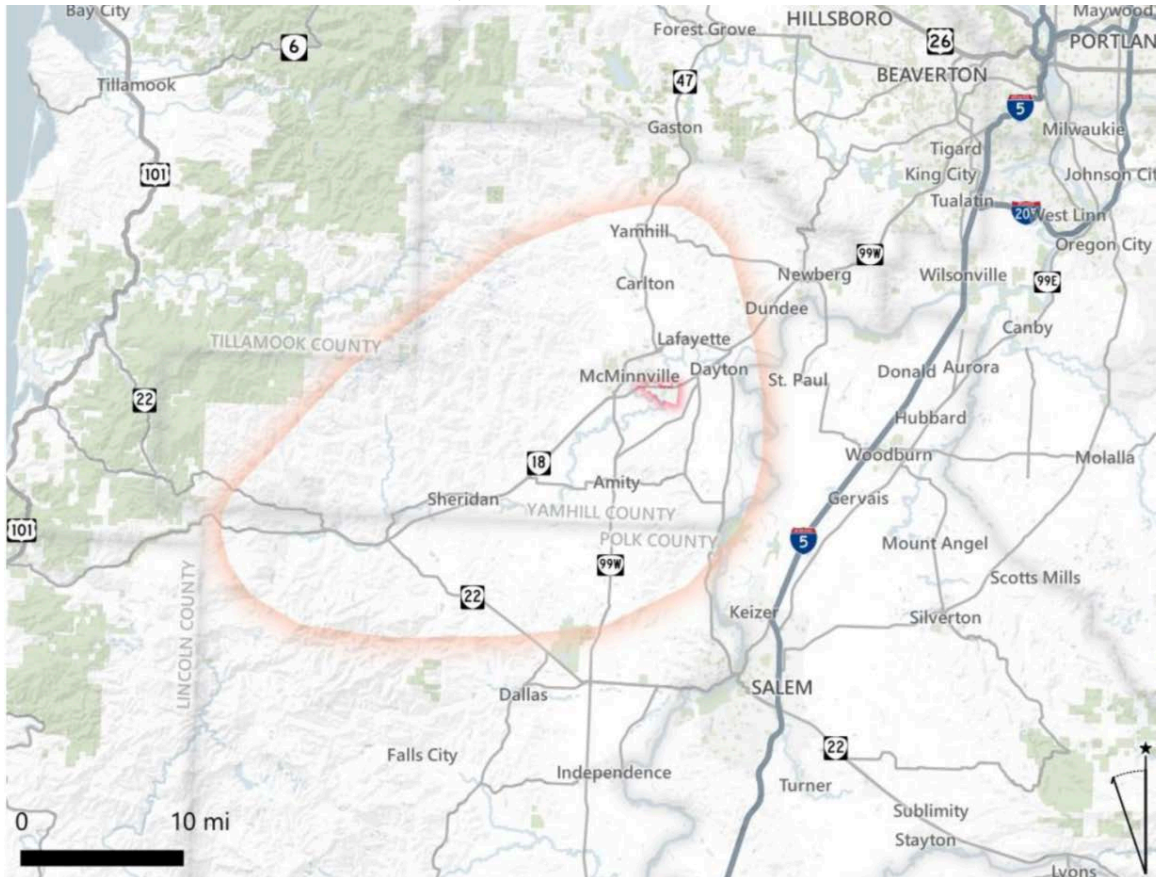 Bay City
HILLSBORO
Maywood
Forest Grove
26
PORTLAN
6
BEAVERTON
Tillamook
47
5
Gaston
Milwaukie
Tigard
101
King City
Johnson Cit
Tualatin
20
West Linn
Yamhill
Oregon City
99W
Newberg
Wilsonville
99E
Carlton
Dundee
Canby
Lafayette
TILLAMOOK COUNTY
McMinnville
Dayton
St. Paul
Donald
Aurora
22
Hubbard
18
Woodburn
Molalla
Amity
Sheridan
Gervais
YAMHILL COUNTY
101
POLK COUNTY
5
Mount Angel
99W
Scotts Mills
22
Keizer
Silverton
LINCOLN COUNTY
SALEM
Dallas
22
Falls City
Independence
Turner
0
10 mi
Sublimity
Stayton
Lyons